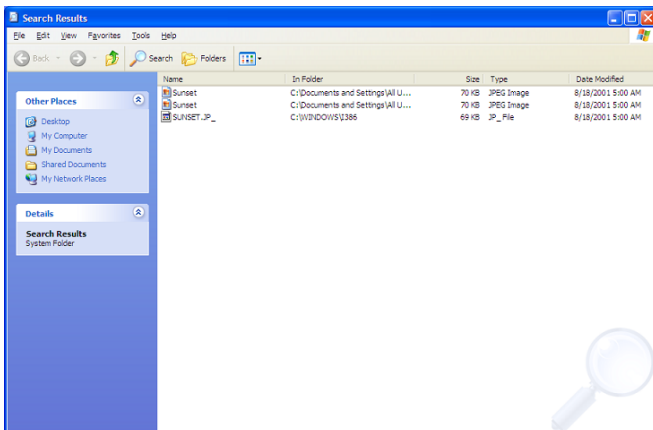 Search Results
File Edit View Favorites Tools Help
Back Search Folders
Name In Folder Size Type Date Modified
Sunset C:\Documents and Settings\All U... 70 KB JPEG Image 8/18/2001 5:00 AM
Sunset C:\Documents and Settings\All U... 70 KB JPEG Image 8/18/2001 5:00 AM
SUNSET.JP_ C:\WINDOWS\I386 69 KB JP_ File 8/18/2001 5:00 AM
Other Places
Desktop
My Computer
My Documents
Shared Documents
My Network Places
Details
Search Results
System Folder